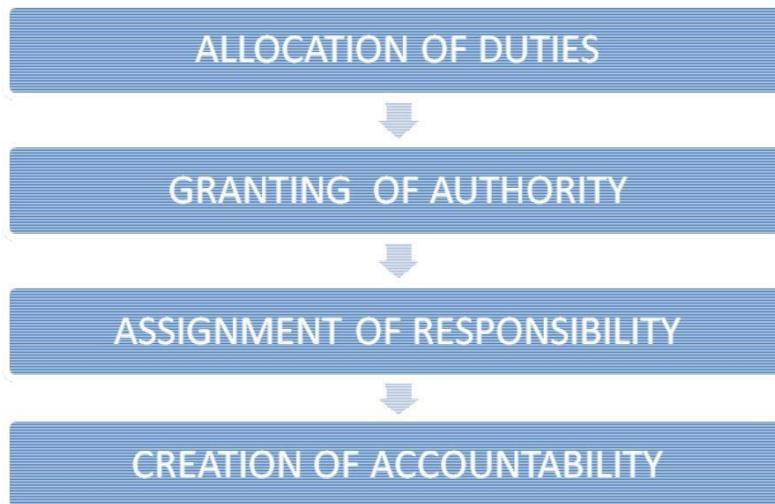 ALLOCATION OF DUTIES
GRANTING OF AUTHORITY
ASSIGNMENT OF RESPONSIBILITY
CREATION OF ACCOUNTABILITY